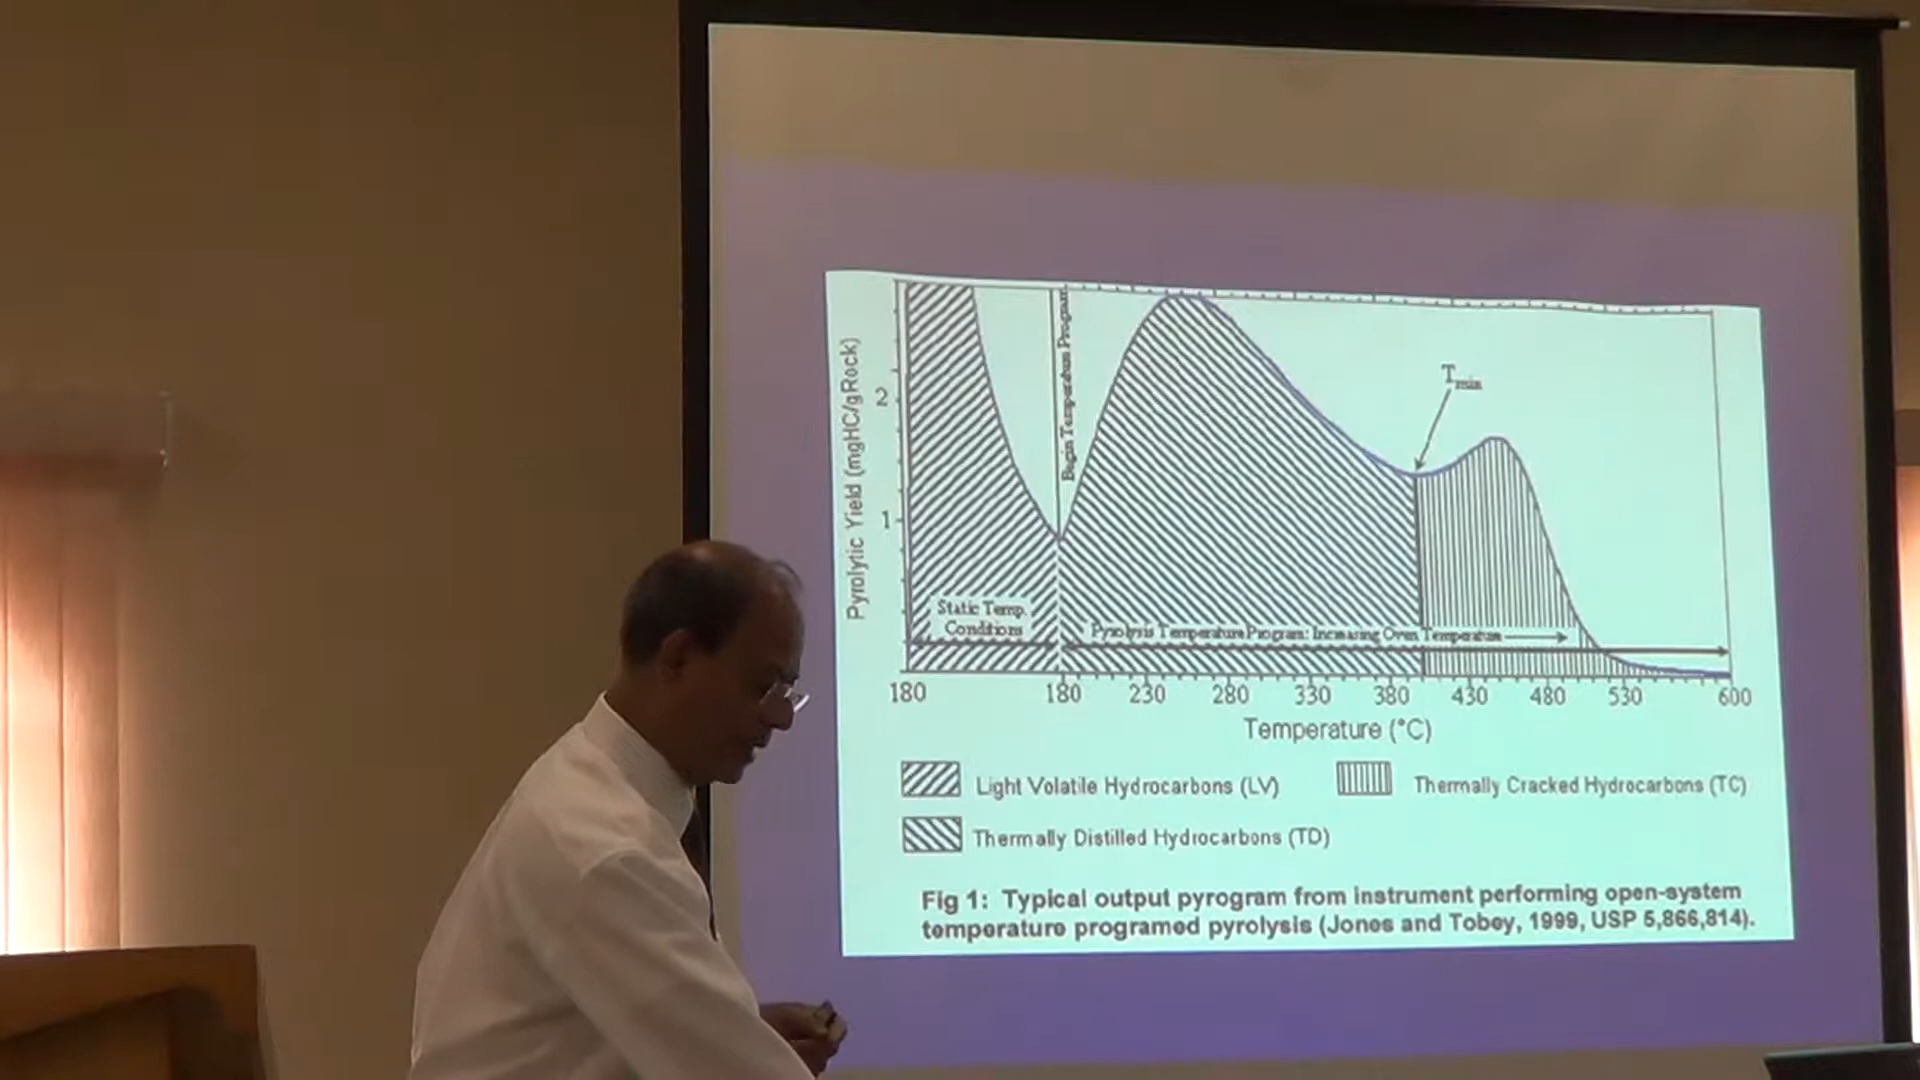 Pyrolytic Yield (mgHC/gRock)
2
1
Begin Temperature Program
Tmin
Static Temp.
Conditions
Pyrolysis Temperature Program: Increasing Oven Temperature
180 180 230 280 330 380 430 480 530 600
Temperature (°C)
Light Volatile Hydrocarbons (LV)
Thermally Cracked Hydrocarbons (TC)
Thermally Distilled Hydrocarbons (TD)
Fig 1: Typical output pyrogram from instrument performing open-system
temperature programed pyrolysis (Jones and Tobey, 1999, USP 5,866,814).